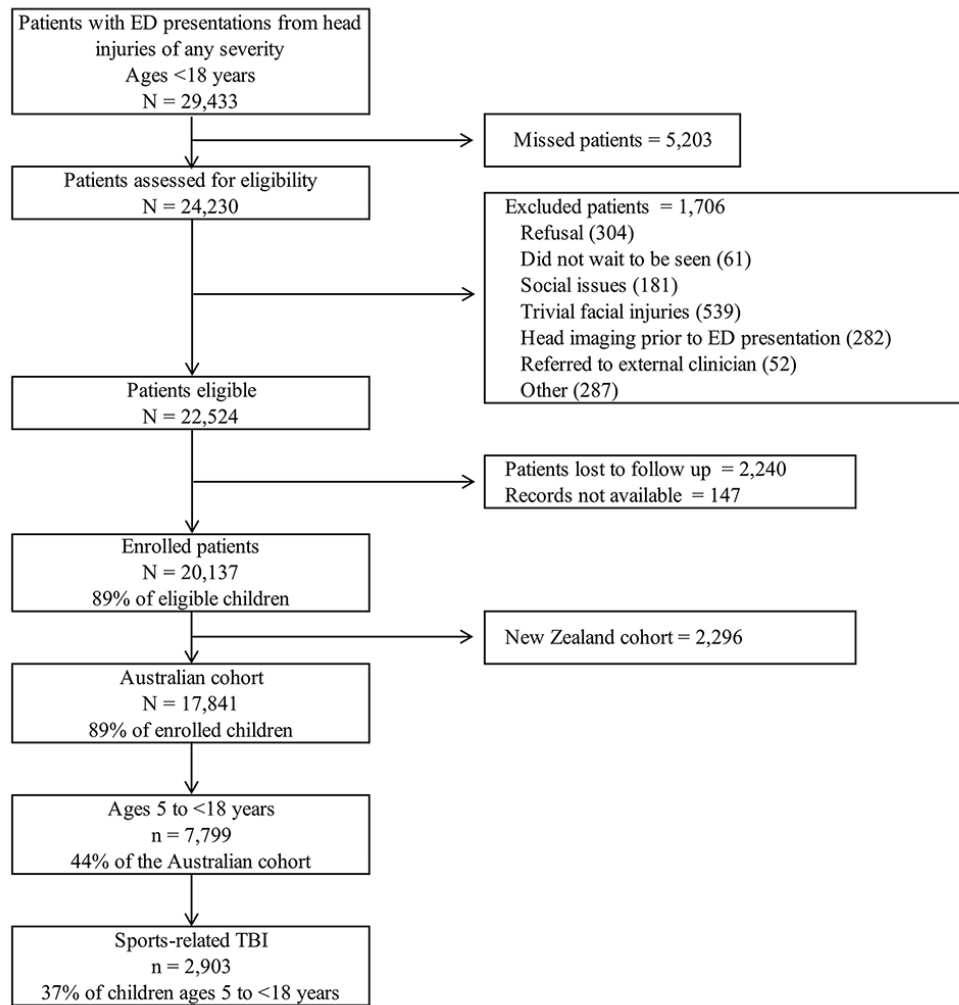 Patients with ED presentations from head
injuries of any severity
Ages <18 years
N = 29,433
Missed patients = 5,203
Patients assessed for eligibility
N = 24,230
Excluded patients = 1,706
Refusal (304)
Did not wait to be seen (61)
Social issues (181)
Trivial facial injuries (539)
Head imaging prior to ED presentation (282)
Referred to external clinician (52)
Other (287)
Patients eligible
N = 22,524
Patients lost to follow up = 2,240
Records not available = 147
Enrolled patients
N = 20,137
89% of eligible children
New Zealand cohort = 2,296
Australian cohort
N = 17,841
89% of enrolled children
Ages 5 to <18 years
n = 7,799
44% of the Australian cohort
Sports-related TBI
n = 2,903
37% of children ages 5 to <18 years